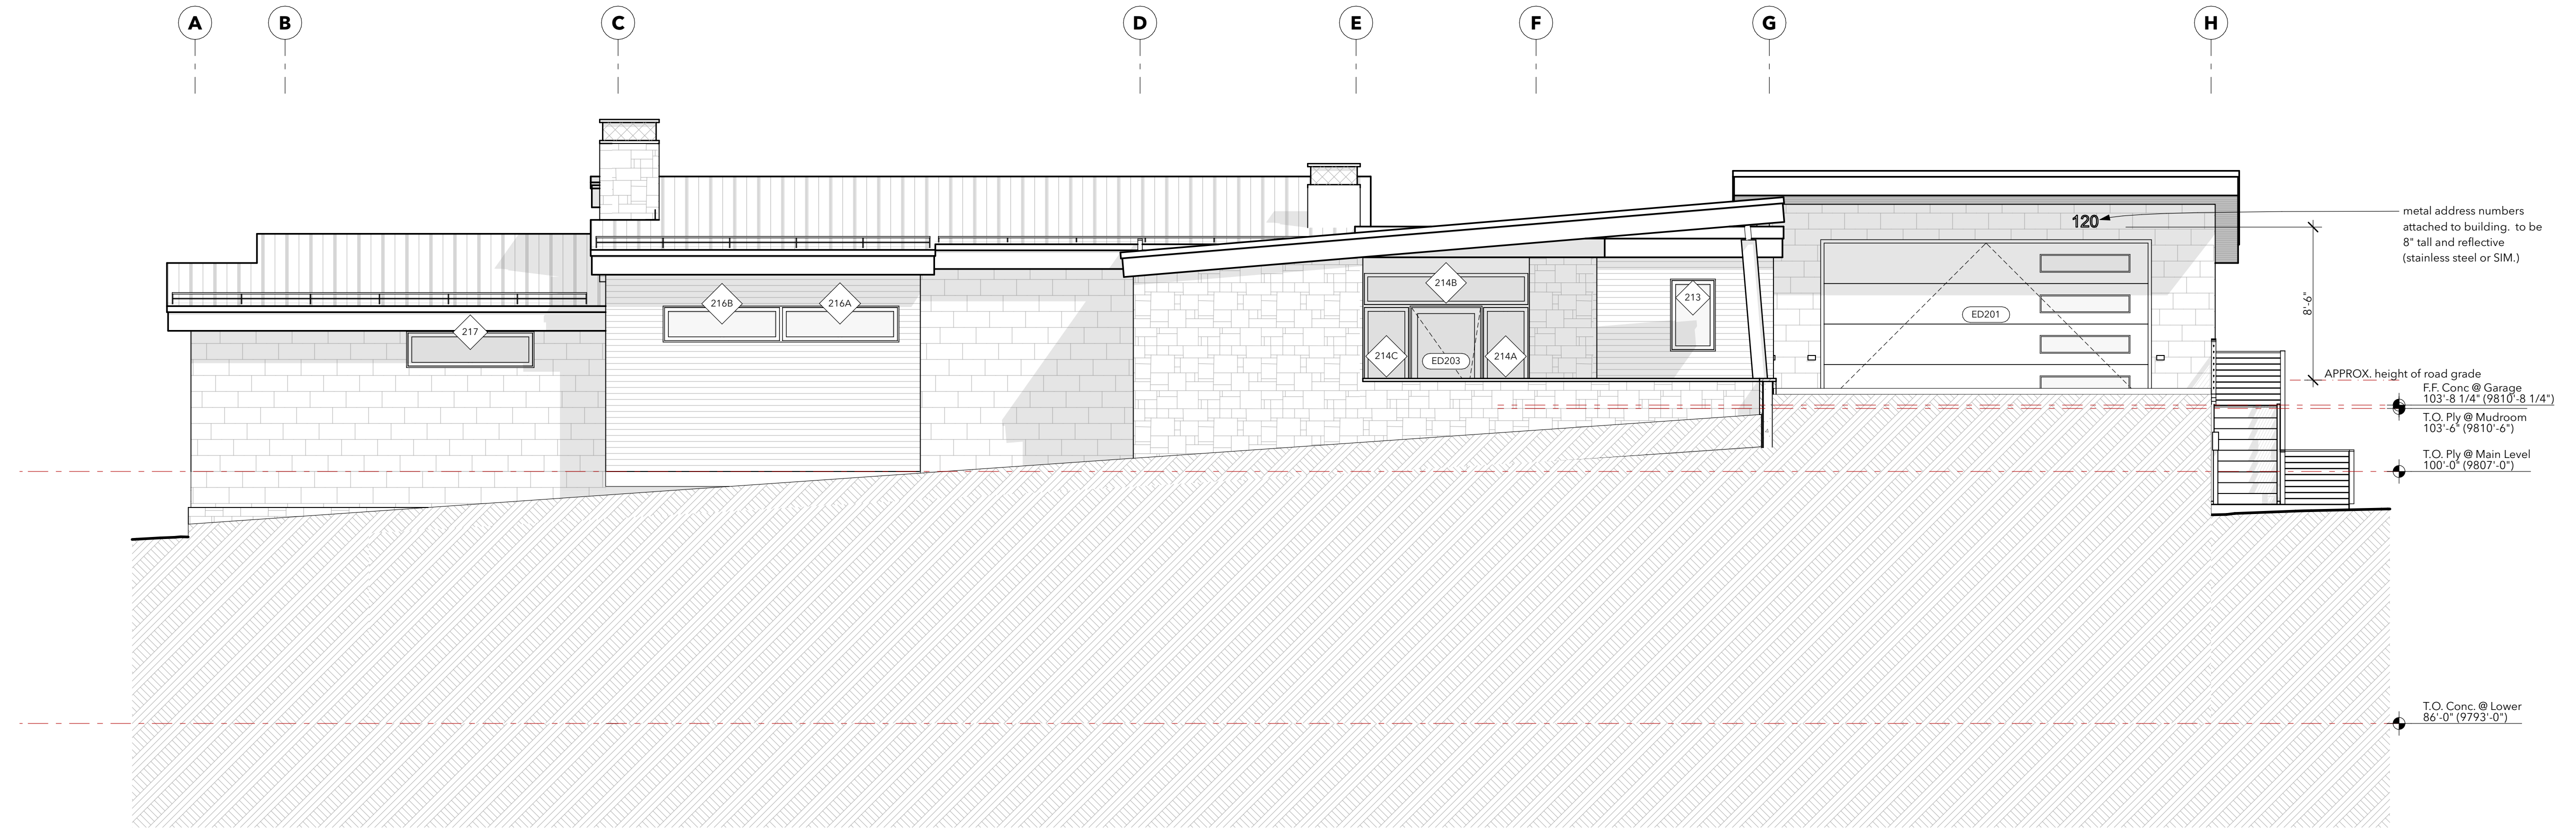 A B C D E F G H
120
metal address numbers
attached to building. to be
8" tall and reflective
(stainless steel or SIM.)
214B
213
216B 216A
8'-6"
ED201
217
214C ED203 214A
APPROX. height of road grade
F.F. Conc @ Garage
103'-8 1/4" (9810'-8 1/4")
T.O. Ply @ Mudroom
103'-6" (9810'-6")
T.O. Ply @ Main Level
100'-0" (9807'-0")
T.O. Conc. @ Lower
86'-0" (9793'-0")